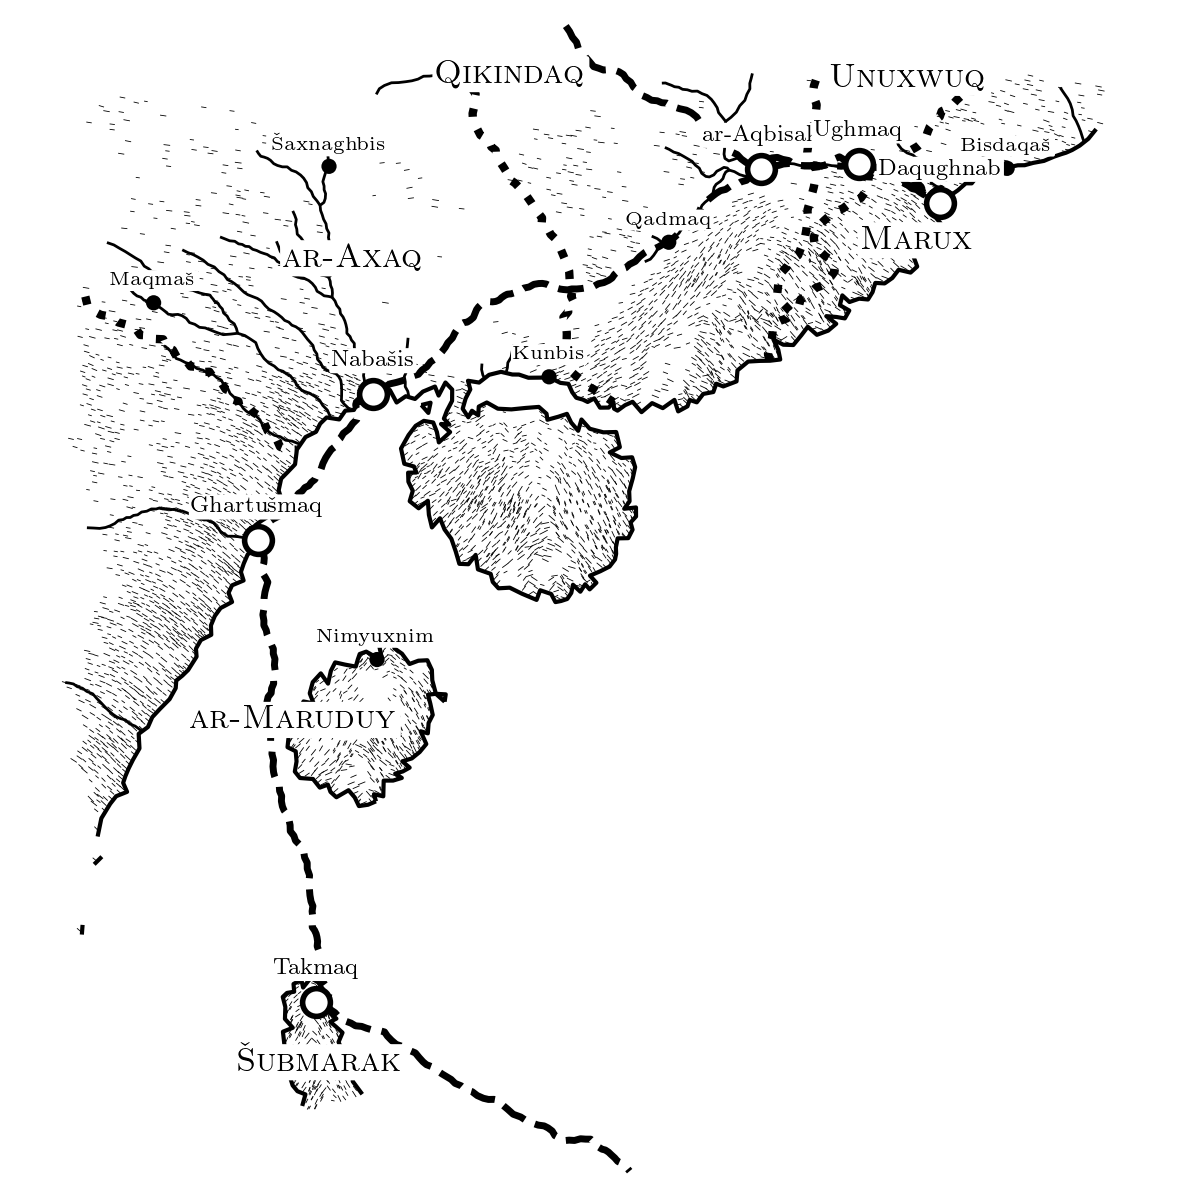 Qikindaq
Unuxwuq
ar-Aqbisal
Ughmaq
Šaxnaghbis
Bisdaqaš
Daqughnab
Qadmaq
Marux
ar-Axaq
Maqmaš
Nabašis
Kunbis
Ghartušmaq
Nimyuxnim
ar-Maruduy
Takmaq
Šubmarak